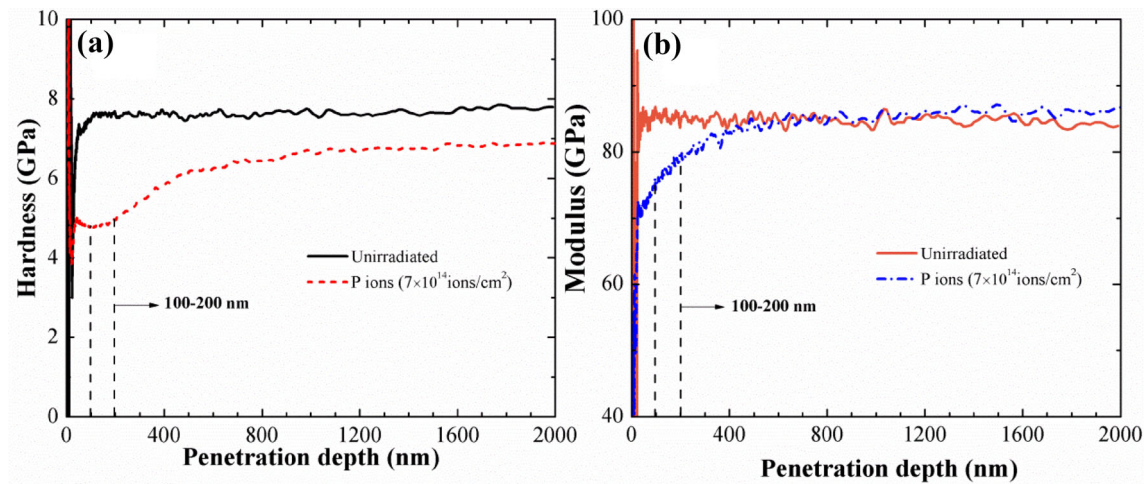 (a)
10
8
6
4
2
0
Hardness (GPa)
Unirradiated
P ions (7×10¹⁴ions/cm²)
100-200 nm
0 400 800 1200 1600 2000
Penetration depth (nm)
(b)
100
80
60
40
Modulus (GPa)
Unirradiated
P ions (7×10¹⁴ions/cm²)
100-200 nm
0 400 800 1200 1600 2000
Penetration depth (nm)